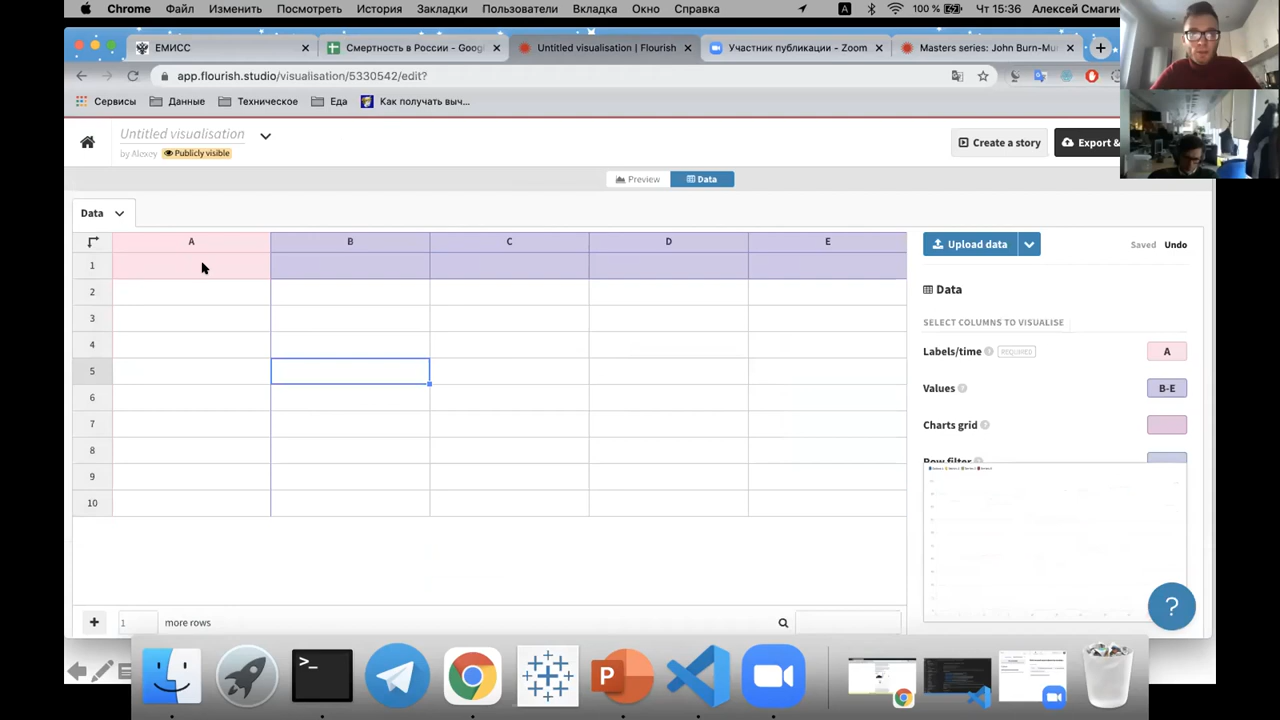 Chrome Файл Изменить Посмотреть История Закладки Пользователи Вкладка Окно Справка A 100 % Чт 15:36 Алексей Смагин
ЕМИСС Смертность в России - Goog Untitled visualisation | Flourish Участник публикации - Zoom Masters series: John Burn-Mu
app.flourish.studio/visualisation/5330542/edit?
Сервисы Данные Техническое Еда Как получать выч...
Untitled visualisation
by Alexey Publicly visible
Create a story Export &
Preview Data
Data
A B C D E
1
2
3
4
5
6
7
8
9
10
Upload data Saved Undo
Data
SELECT COLUMNS TO VISUALISE
Labels/time ? REQUIRED A
Values ? B-E
Charts grid ?
Row filter ?
?
1 more rows
>_
P